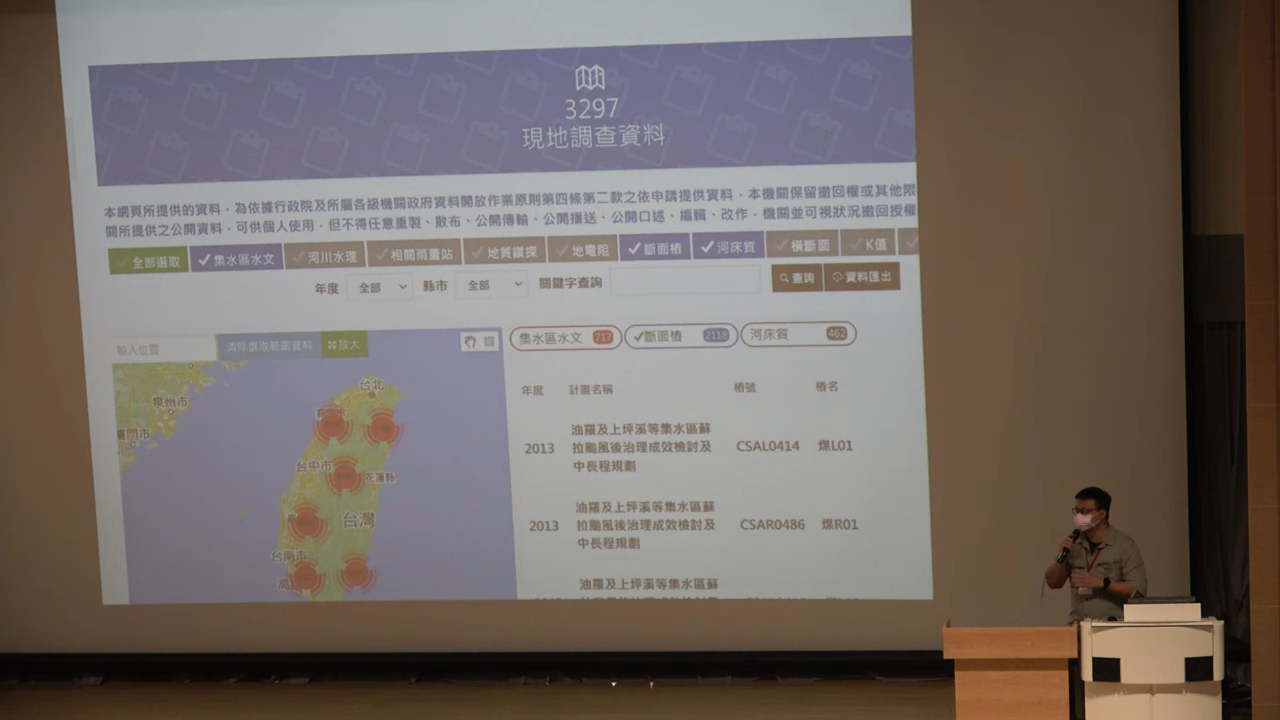 3297
現地調查資料
本網頁所提供的資料，為依據行政院及所屬各級機關政府資料開放作業原則第四條第二款之依申請提供資料，本機關保留撤回權或其他限
關所提供之公開資料，可供個人使用，但不得任意重製、散布、公開傳輸、公開播送、公開口述、編輯、改作，機關並可視狀況撤回授權
全部選取 集水區水文 河川水理 相關雨量站 地質鑽探 地電阻 斷面樁 河床質 橫斷面 K值
年度 全部 縣市 全部 關鍵字查詢 查詢 資料匯出
輸入位置 清除選取範圍資料 放大
集水區水文 717 斷面樁 2118 河床質 462
年度 計畫名稱 樁號 樁名
2013 油羅及上坪溪等集水區蘇
拉颱風後治理成效檢討及
中長程規劃 CSAL0414 煤L01
2013 油羅及上坪溪等集水區蘇
拉颱風後治理成效檢討及
中長程規劃 CSAR0486 煤R01
油羅及上坪溪等集水區蘇
台北
泉州市
廈門市
台中市
花蓮縣
台灣
台南市
高